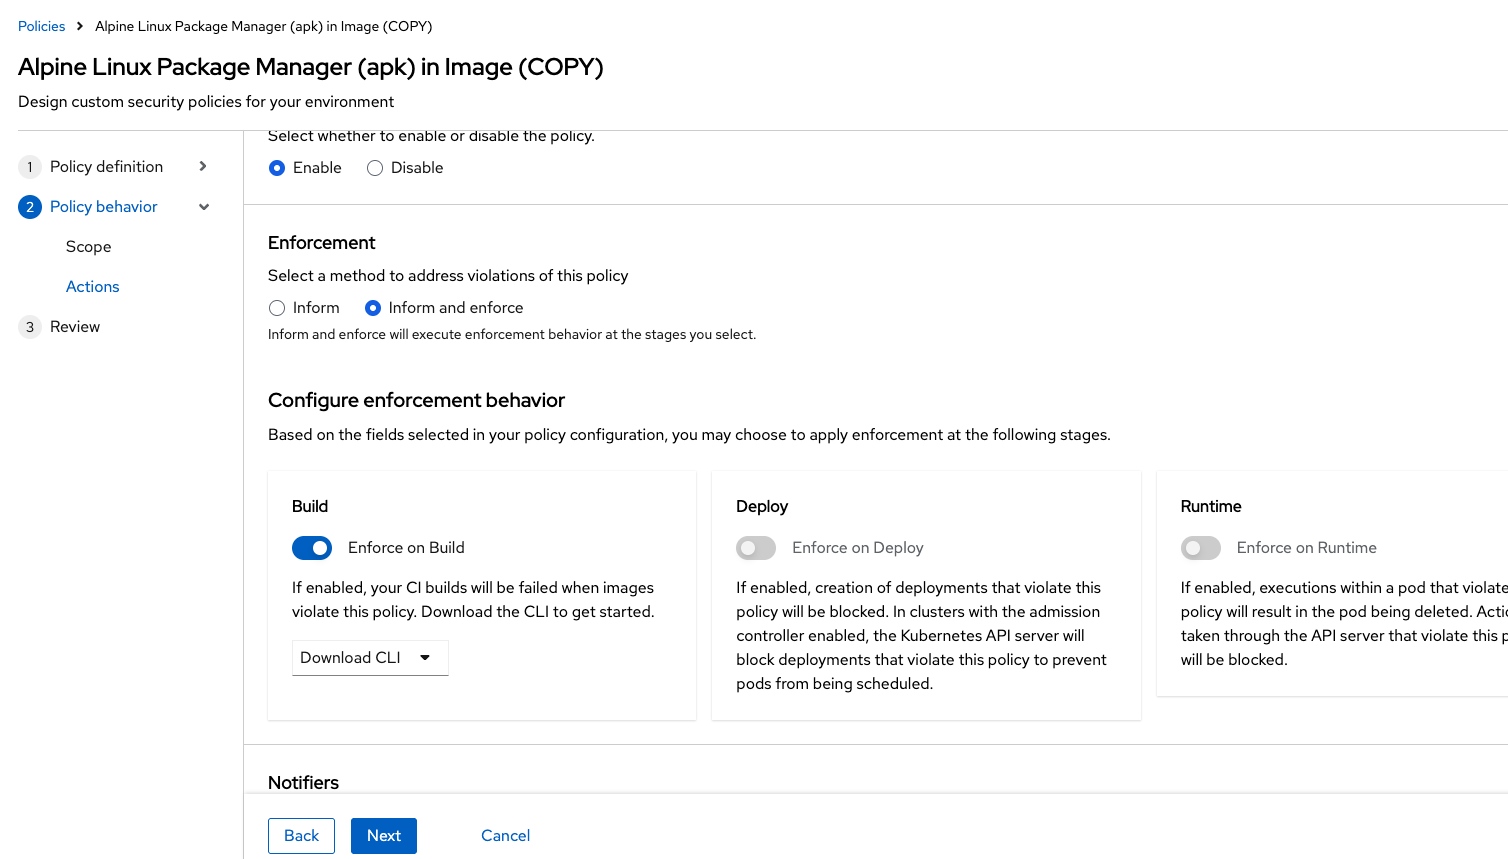 Policies > Alpine Linux Package Manager (apk) in Image (COPY)
Alpine Linux Package Manager (apk) in Image (COPY)
Design custom security policies for your environment
1 Policy definition
2 Policy behavior
Scope
Actions
3 Review
Select whether to enable or disable the policy.
Enable Disable
Enforcement
Select a method to address violations of this policy
Inform Inform and enforce
Inform and enforce will execute enforcement behavior at the stages you select.
Configure enforcement behavior
Based on the fields selected in your policy configuration, you may choose to apply enforcement at the following stages.
Build
Enforce on Build
If enabled, your CI builds will be failed when images
violate this policy. Download the CLI to get started.
Download CLI
Deploy
Enforce on Deploy
If enabled, creation of deployments that violate this
policy will be blocked. In clusters with the admission
controller enabled, the Kubernetes API server will
block deployments that violate this policy to prevent
pods from being scheduled.
Runtime
Enforce on Runtime
If enabled, executions within a pod that violate
policy will result in the pod being deleted.
taken through the API server that violate this
will be blocked.
Notifiers
Back Next Cancel